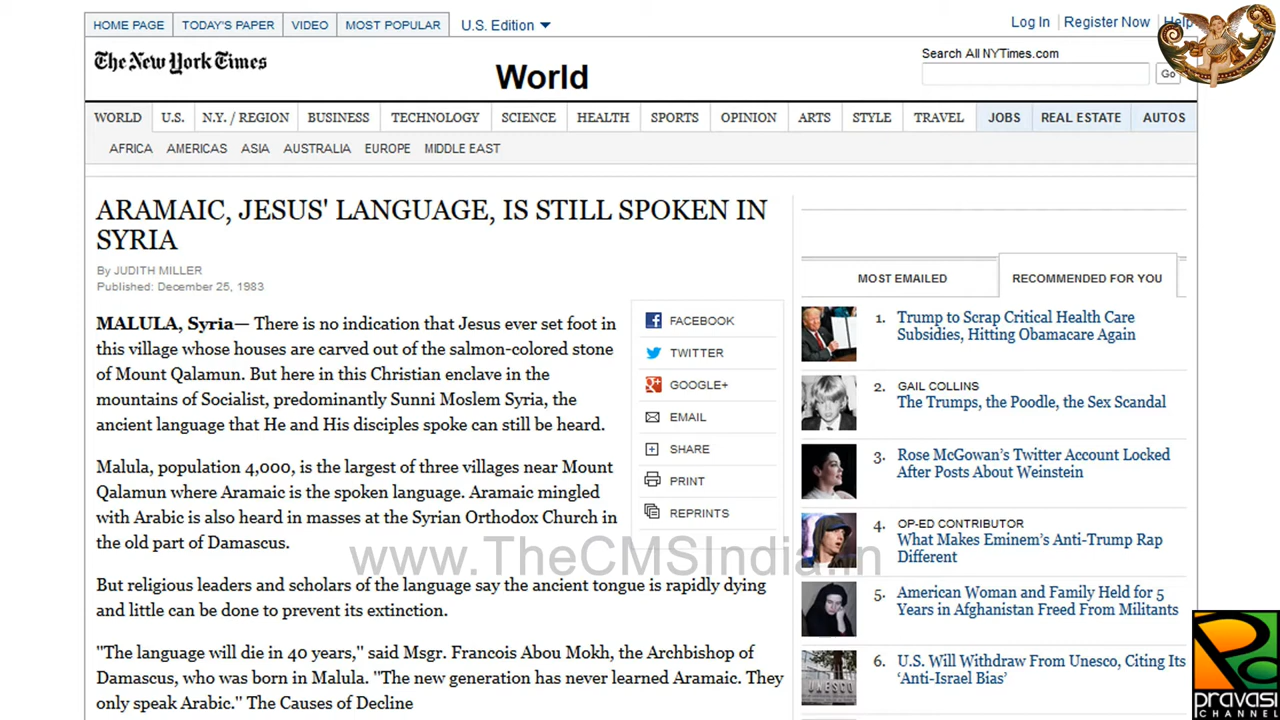 HOME PAGE TODAY'S PAPER VIDEO MOST POPULAR U.S. Edition
Log In Register Now Help
The New York Times
World
Search All NYTimes.com
Go
WORLD U.S. N.Y. / REGION BUSINESS TECHNOLOGY SCIENCE HEALTH SPORTS OPINION ARTS STYLE TRAVEL JOBS REAL ESTATE AUTOS
AFRICA AMERICAS ASIA AUSTRALIA EUROPE MIDDLE EAST
ARAMAIC, JESUS' LANGUAGE, IS STILL SPOKEN IN
SYRIA
By JUDITH MILLER
Published: December 25, 1983
MALULA, Syria— There is no indication that Jesus ever set foot in
this village whose houses are carved out of the salmon-colored stone
of Mount Qalamun. But here in this Christian enclave in the
mountains of Socialist, predominantly Sunni Moslem Syria, the
ancient language that He and His disciples spoke can still be heard.
Malula, population 4,000, is the largest of three villages near Mount
Qalamun where Aramaic is the spoken language. Aramaic mingled
with Arabic is also heard in masses at the Syrian Orthodox Church in
the old part of Damascus.
But religious leaders and scholars of the language say the ancient tongue is rapidly dying
and little can be done to prevent its extinction.
"The language will die in 40 years," said Msgr. Francois Abou Mokh, the Archbishop of
Damascus, who was born in Malula. "The new generation has never learned Aramaic. They
only speak Arabic." The Causes of Decline
FACEBOOK
TWITTER
GOOGLE+
EMAIL
SHARE
PRINT
REPRINTS
www.TheCMSIndia.in
MOST EMAILED RECOMMENDED FOR YOU
1. Trump to Scrap Critical Health Care
Subsidies, Hitting Obamacare Again
2. GAIL COLLINS
The Trumps, the Poodle, the Sex Scandal
3. Rose McGowan's Twitter Account Locked
After Posts About Weinstein
4. OP-ED CONTRIBUTOR
What Makes Eminem's Anti-Trump Rap
Different
5. American Woman and Family Held for 5
Years in Afghanistan Freed From Militants
6. U.S. Will Withdraw From Unesco, Citing Its
'Anti-Israel Bias'
UNESCO
pravasi
CHANNEL